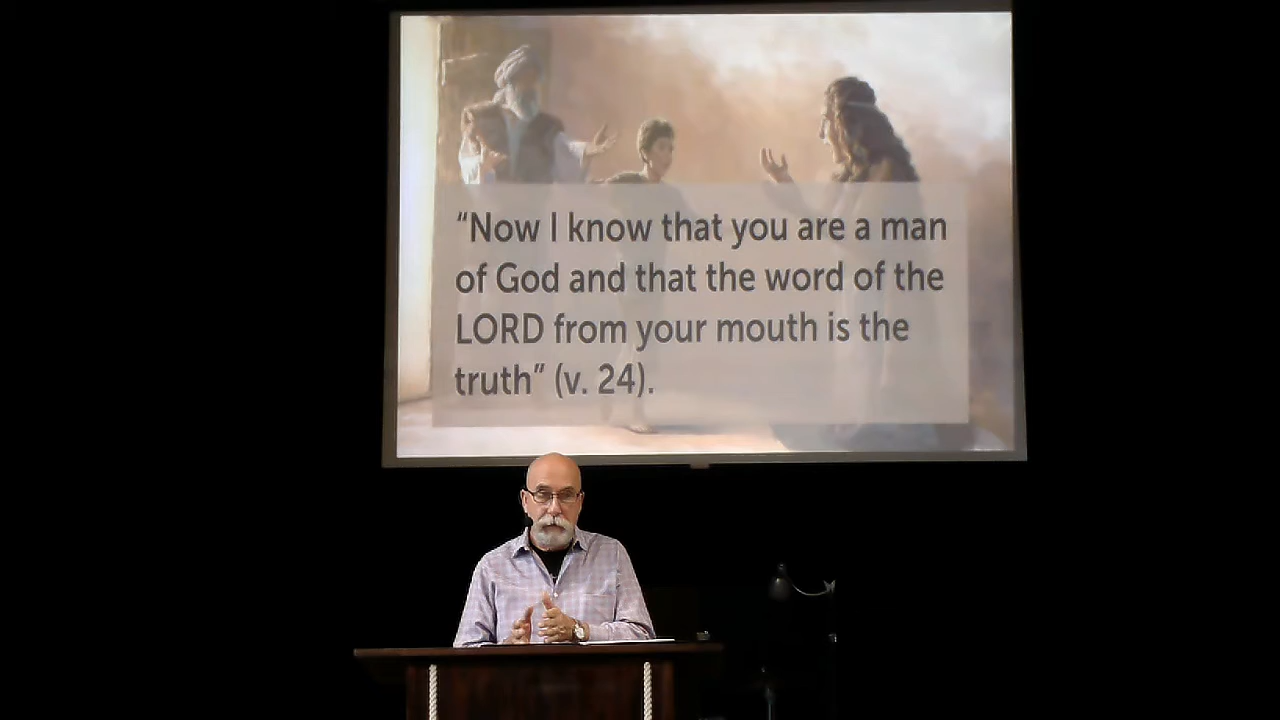 “Now I know that you are a man
of God and that the word of the
LORD from your mouth is the
truth” (v. 24).